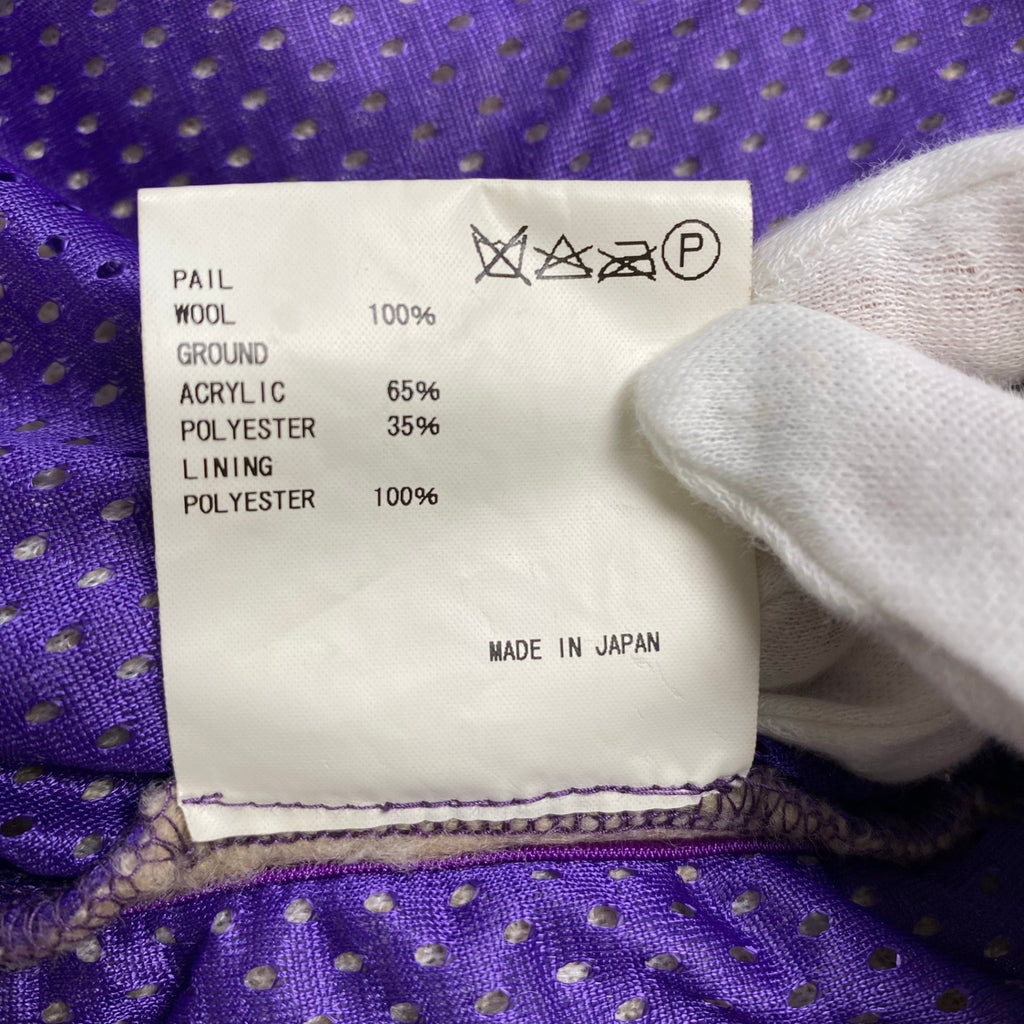 P
PAIL
WOOL 100%
GROUND
ACRYLIC 65%
POLYESTER 35%
LINING
POLYESTER 100%
MADE IN JAPAN